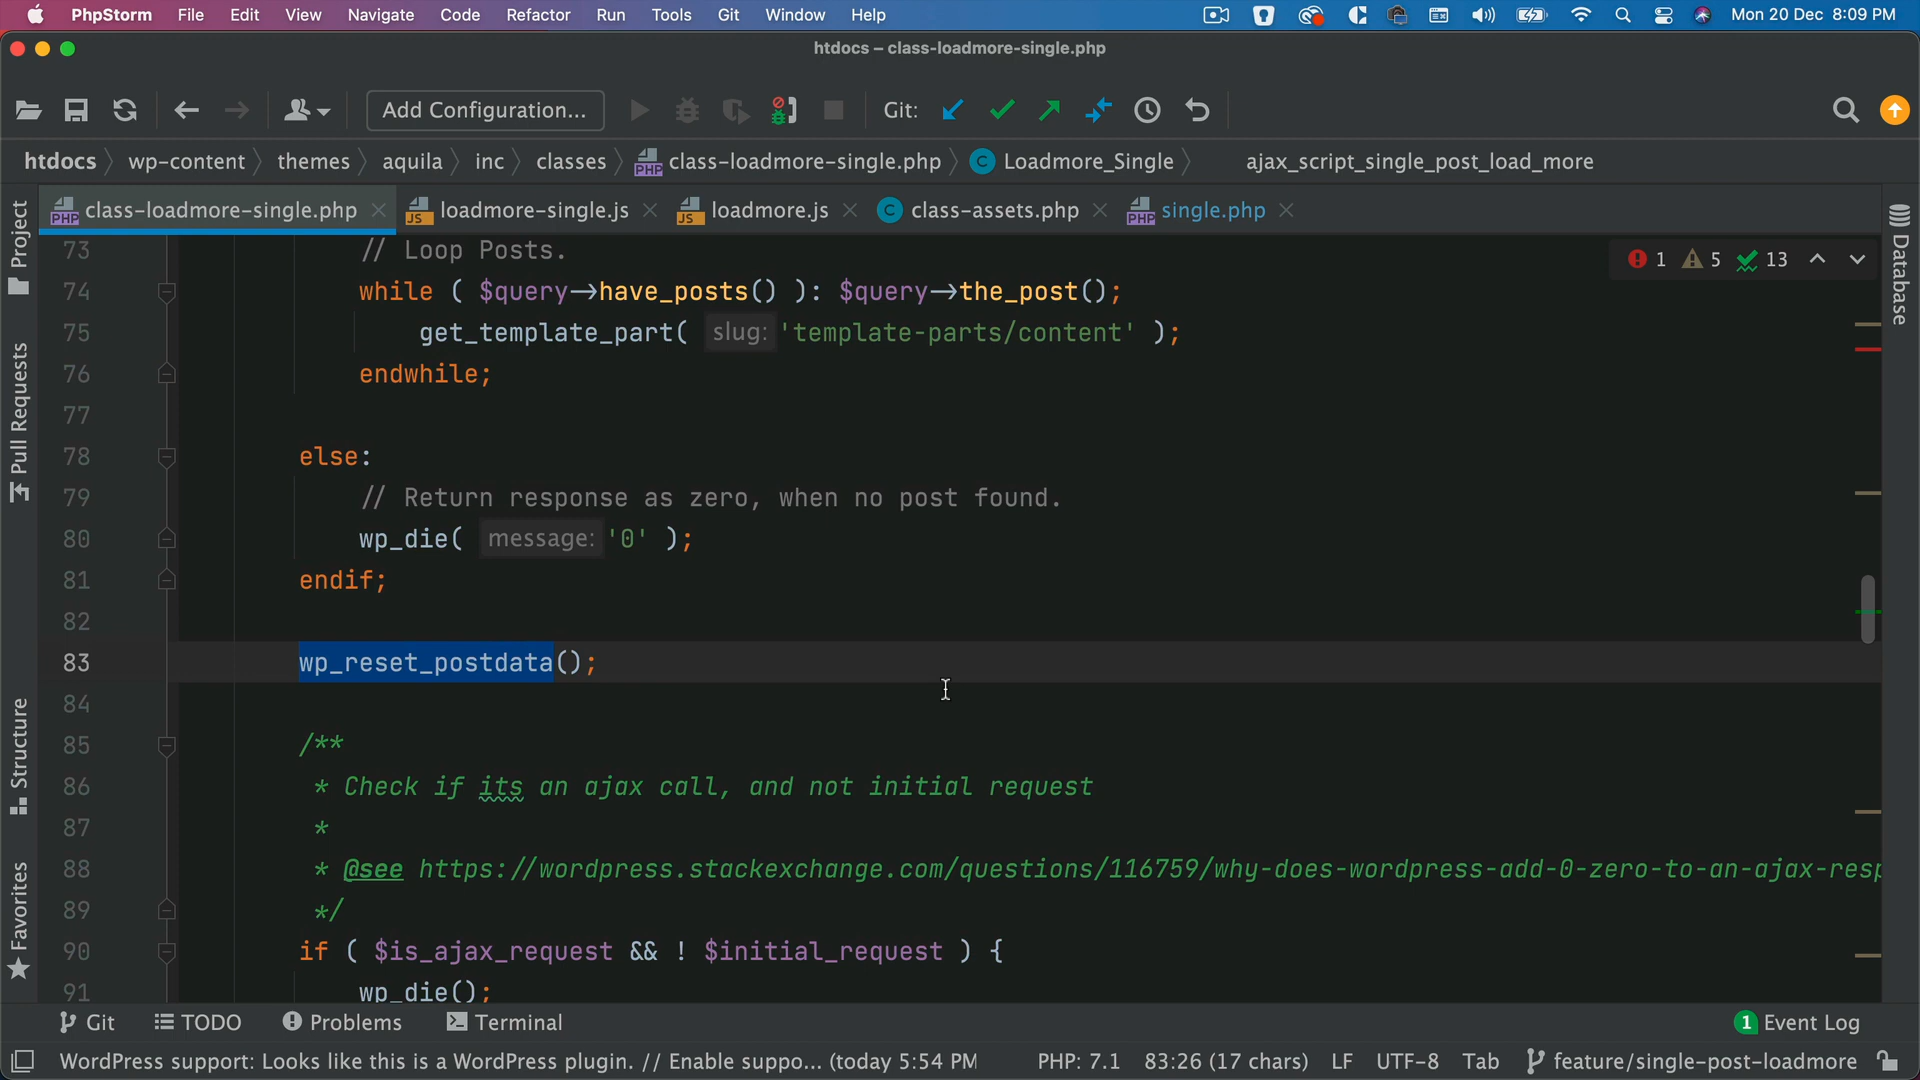 PhpStorm File Edit View Navigate Code Refactor Run Tools Git Window Help Mon 20 Dec 8:09 PM
htdocs – class-loadmore-single.php
Add Configuration... Git:
htdocs wp-content themes aquila inc classes class-loadmore-single.php Loadmore_Single ajax_script_single_post_load_more
class-loadmore-single.php loadmore-single.js loadmore.js class-assets.php single.php
Project
Pull Requests
Structure
Favorites
Database
1 5 13
73 // Loop Posts.
74 while ( $query->have_posts() ): $query->the_post();
75 get_template_part( slug: 'template-parts/content' );
76 endwhile;
77
78 else:
79 // Return response as zero, when no post found.
80 wp_die( message: '0' );
81 endif;
82
83 wp_reset_postdata();
84
85 /**
86 * Check if its an ajax call, and not initial request
87 *
88 * @see https://wordpress.stackexchange.com/questions/116759/why-does-wordpress-add-0-zero-to-an-ajax-resp
89 */
90 if ( $is_ajax_request && ! $initial_request ) {
91 wp_die();
Git TODO Problems Terminal 1 Event Log
WordPress support: Looks like this is a WordPress plugin. // Enable suppo... (today 5:54 PM PHP: 7.1 83:26 (17 chars) LF UTF-8 Tab feature/single-post-loadmore